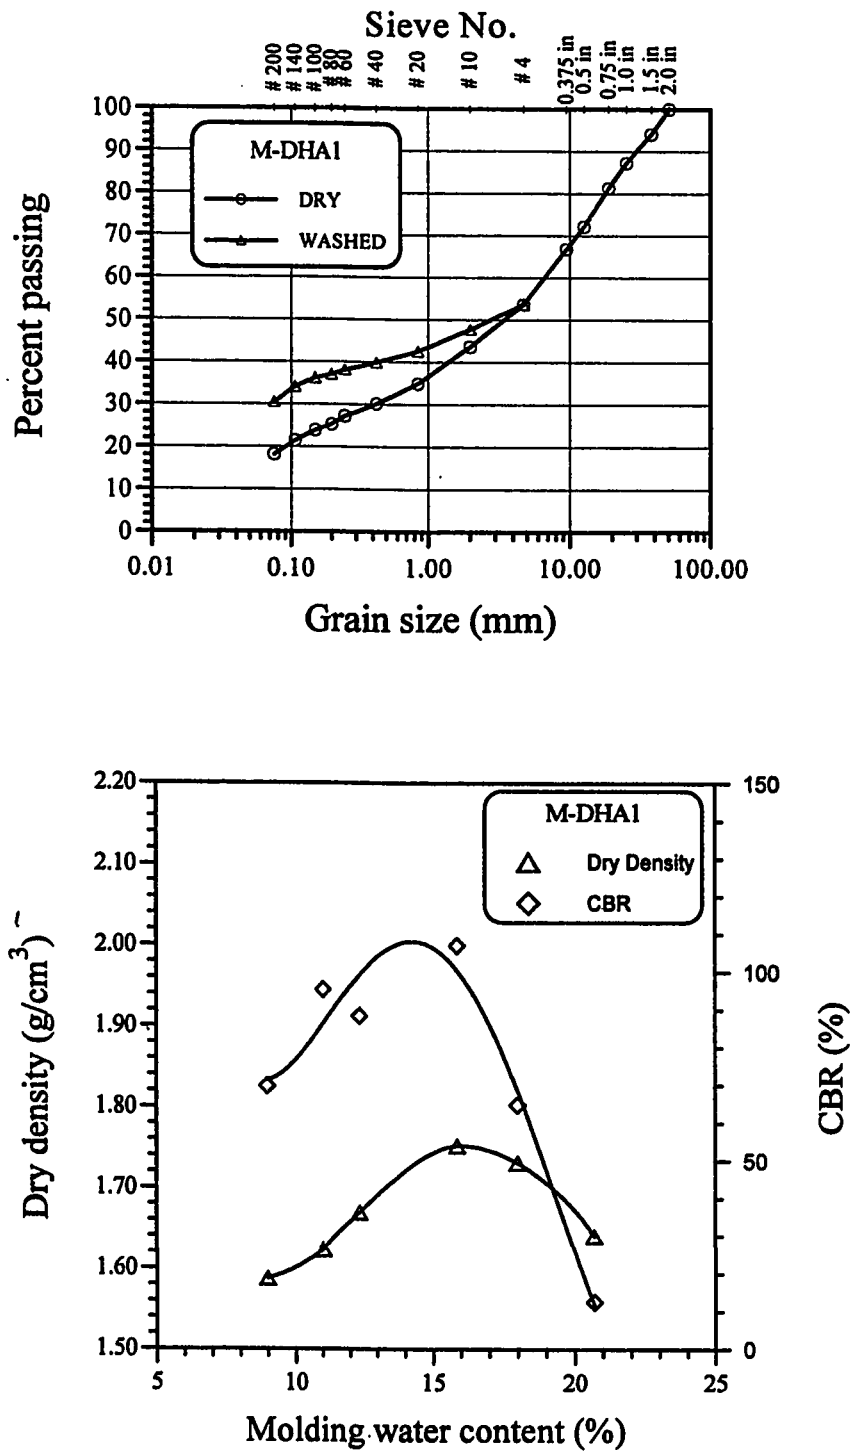 Sieve No.
# 200
# 140
# 100
# 80
# 60
# 40
# 20
# 10
# 4
0.375 in
0.5 in
0.75 in
1.0 in
1.5 in
2.0 in
100
90
80
70
60
50
40
30
20
10
0
Percent passing
M-DHA1
DRY
WASHED
0.01
0.10
1.00
10.00
100.00
Grain size (mm)
2.20
2.10
2.00
1.90
1.80
1.70
1.60
1.50
Dry density (g/cm³)
M-DHA1
Dry Density
CBR
150
100
50
0
CBR (%)
5
10
15
20
25
Molding water content (%)